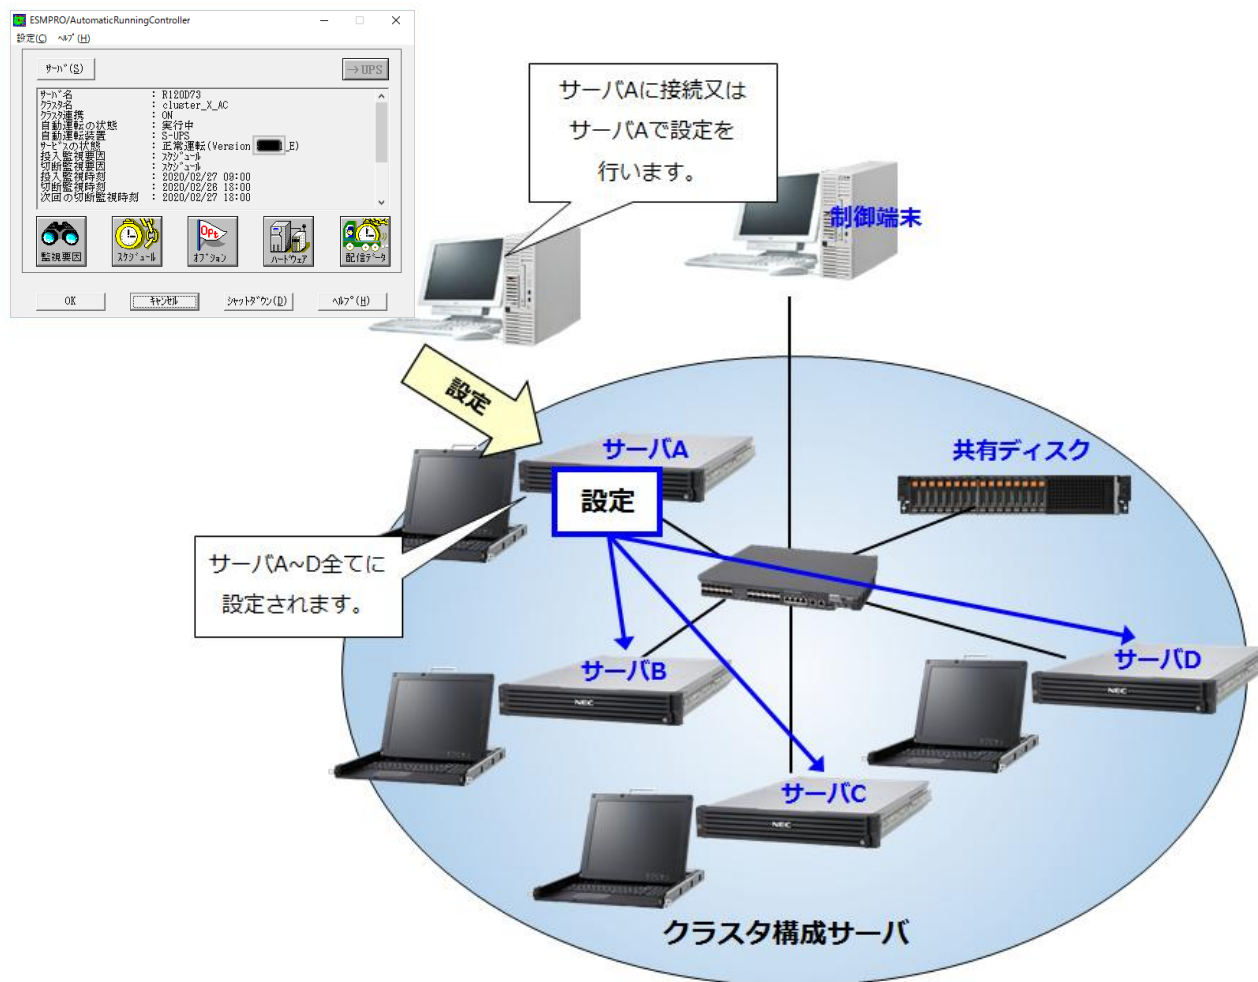 ESMPRO/AutomaticRunningController
設定(C) ﾍﾙﾌﾟ(H)
ｻｰﾊﾞ(S)
→UPS
ｻｰﾊﾞ名 : R120D73
ｸﾗｽﾀ名 : cluster_X_AC
ｸﾗｽﾀ連携 : ON
自動運転の状態 : 実行中
自動運転装置 : S-UPS
ｻｰﾋﾞｽの状態 : 正常運転(Version _E)
投入監視要因 : ｽｹｼﾞｭｰﾙ
切断監視要因 : ｽｹｼﾞｭｰﾙ
投入監視時刻 : 2020/02/27 09:00
切断監視時刻 : 2020/02/26 18:00
次回の切断監視時刻 : 2020/02/27 18:00
監視要因
ｽｹｼﾞｭｰﾙ
Opt
ｵﾌﾟｼｮﾝ
ﾊｰﾄﾞｳｪｱ
配信ﾃﾞｰﾀ
OK
ｷｬﾝｾﾙ
ｼｬｯﾄﾀﾞｳﾝ(D)
ﾍﾙﾌﾟ(H)
サーバAに接続又は
サーバAで設定を
行います。
制御端末
設定
サーバA
共有ディスク
設定
サーバA~D全てに
設定されます。
サーバB
NEC
サーバD
NEC
サーバC
NEC
クラスタ構成サーバ